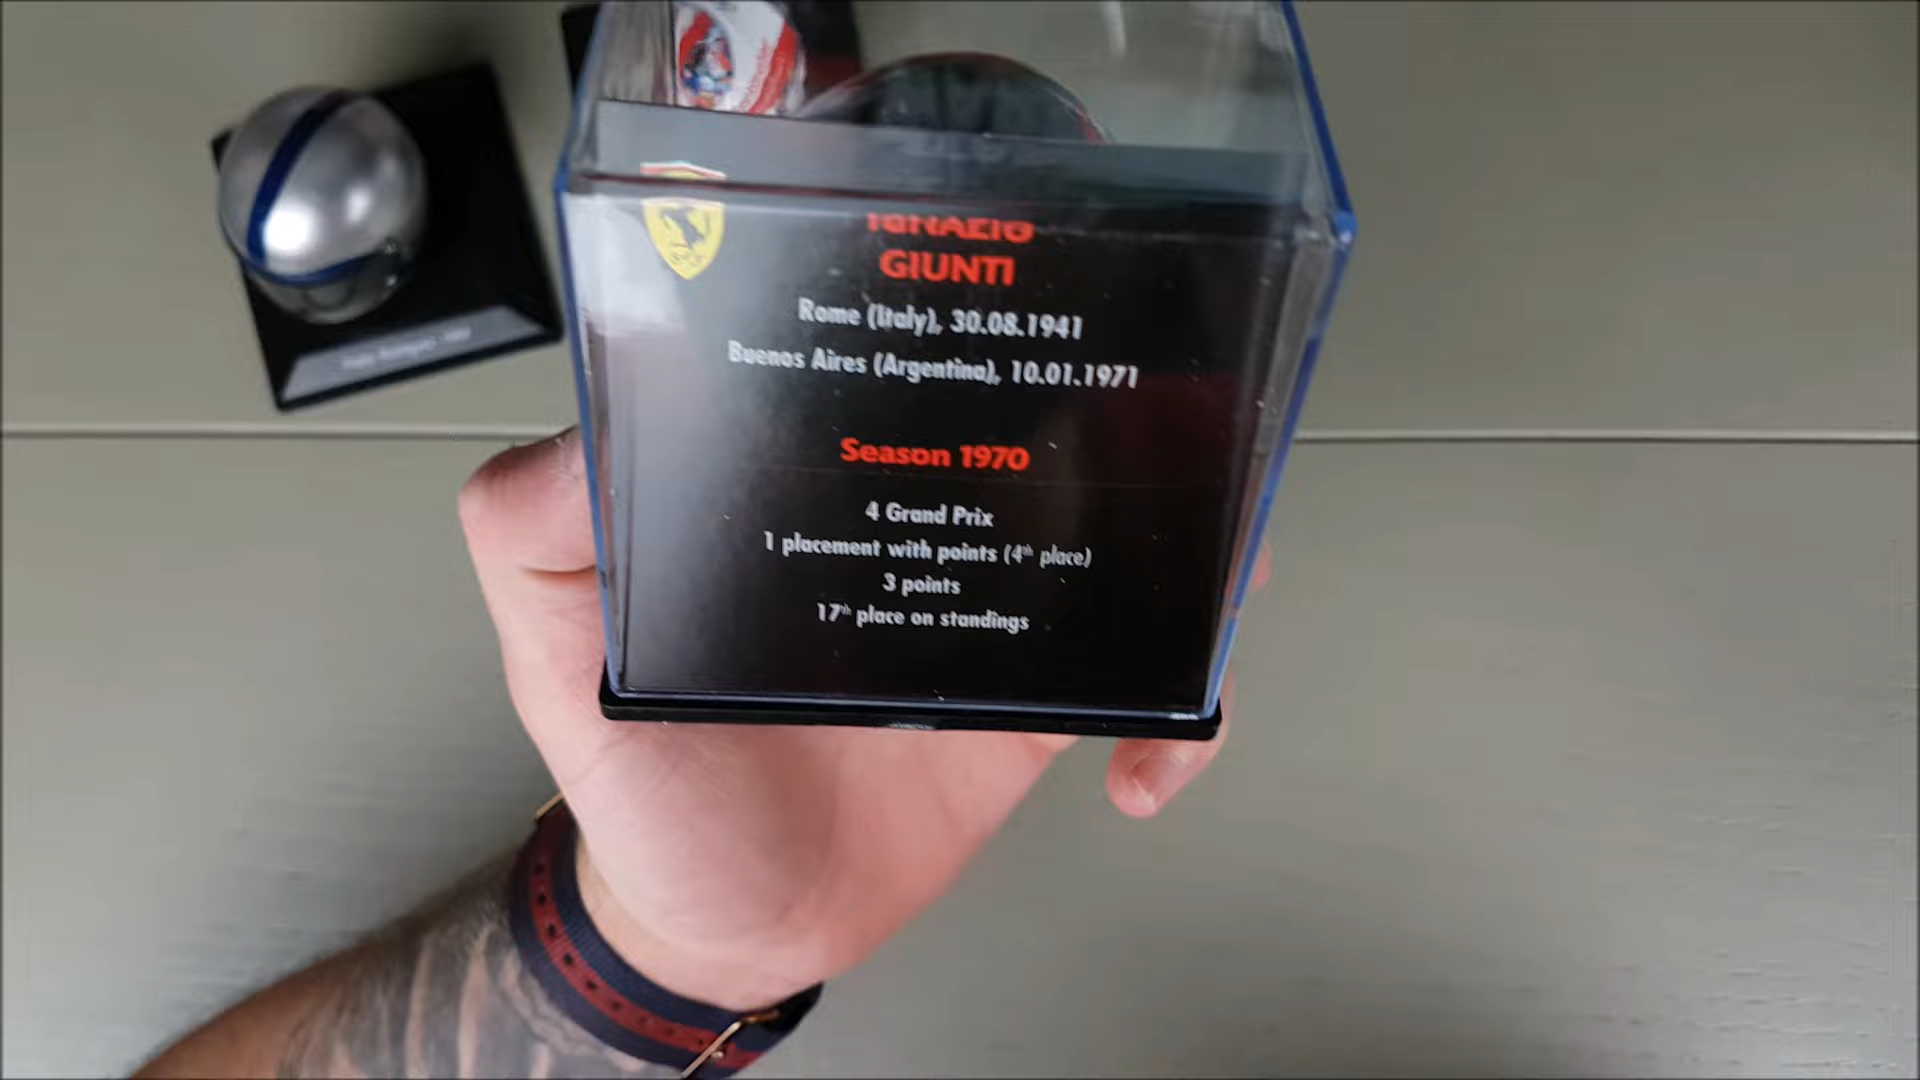 IGNAZIO
GIUNTI
Rome (Italy), 30.08.1941
Buenos Aires (Argentina), 10.01.1971
Season 1970
4 Grand Prix
1 placement with points (4th place)
3 points
17th place on standings